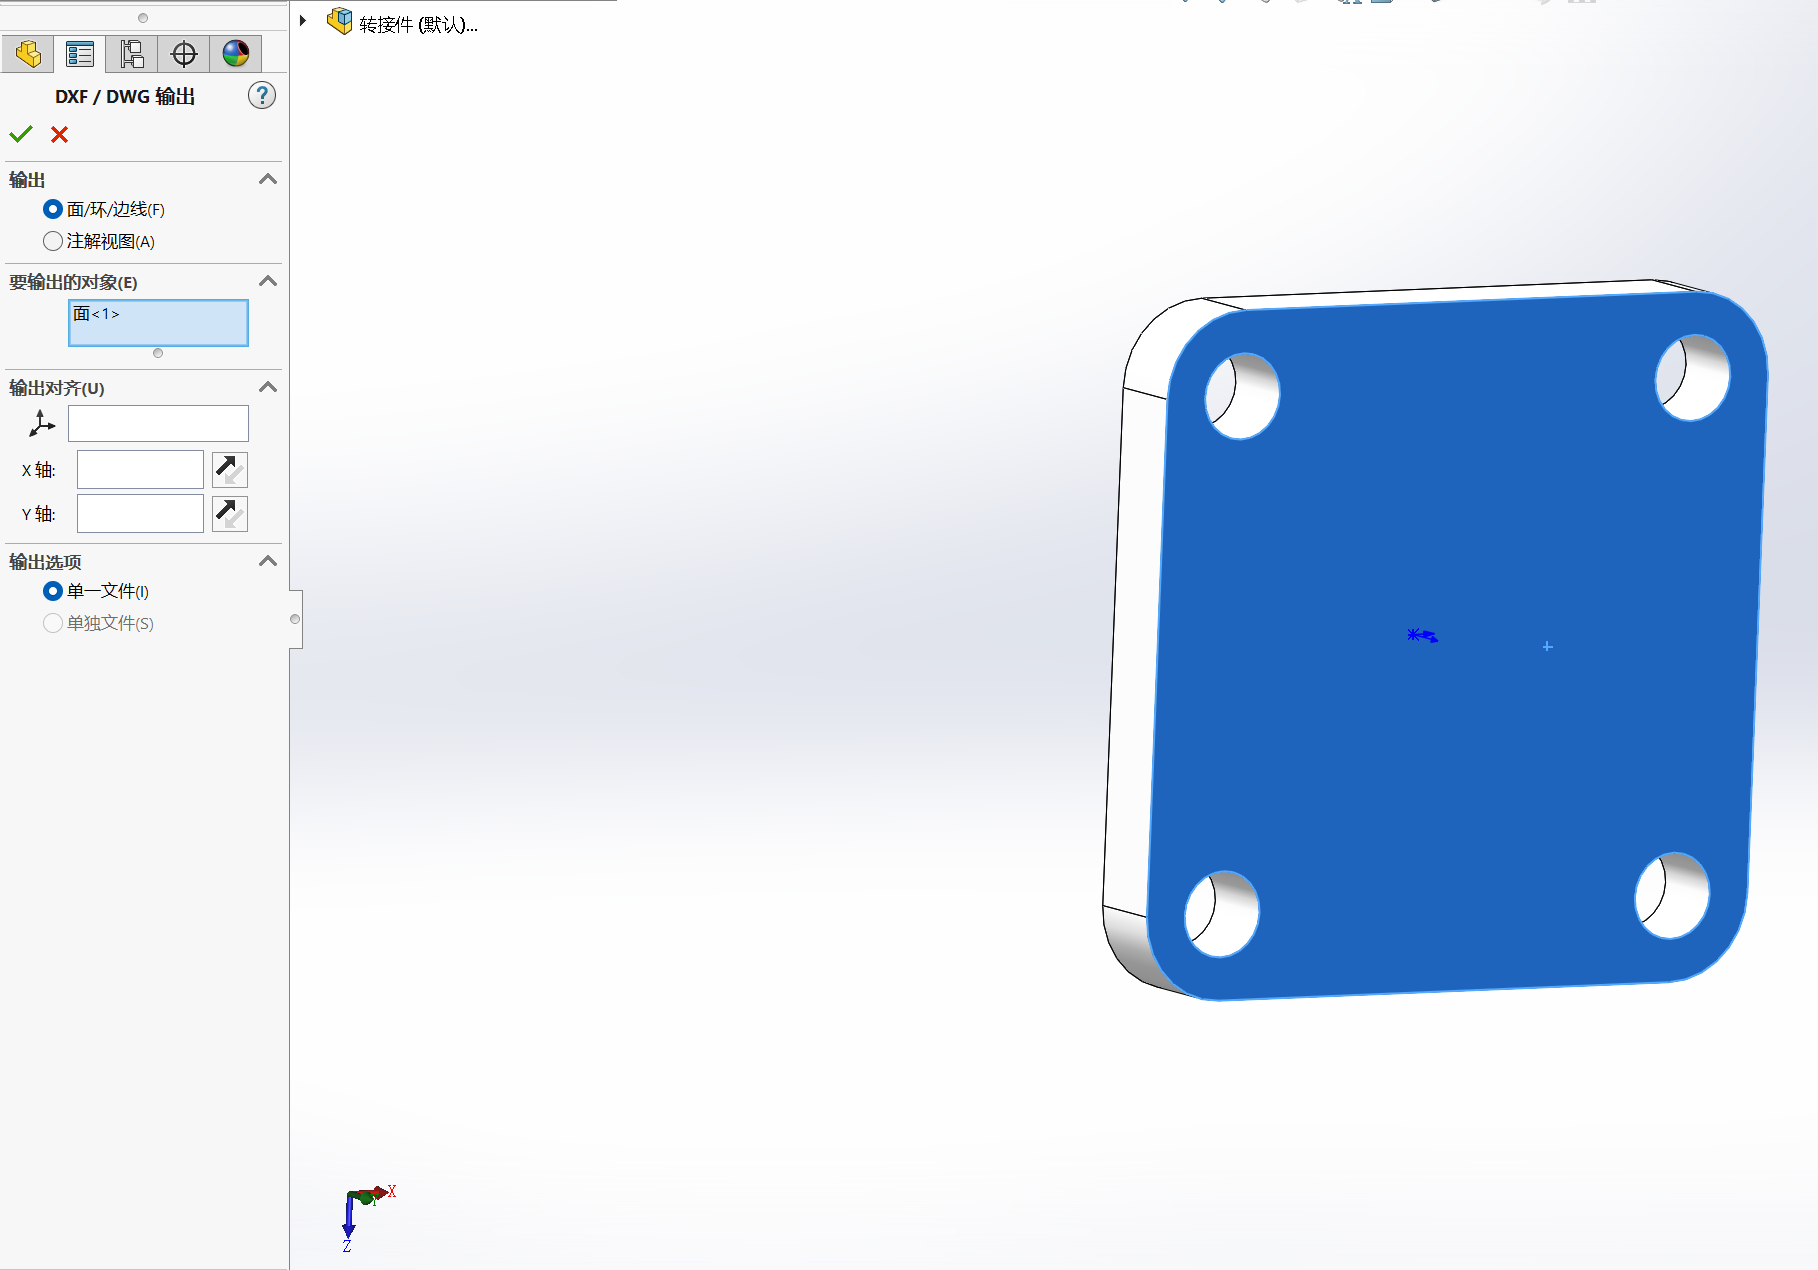 转接件 (默认)...
DXF / DWG 输出
?
输出
面/环/边线(F)
注解视图(A)
要输出的对象(E)
面<1>
输出对齐(U)
X 轴:
Y 轴:
输出选项
单一文件(I)
单独文件(S)
X
Y
Z